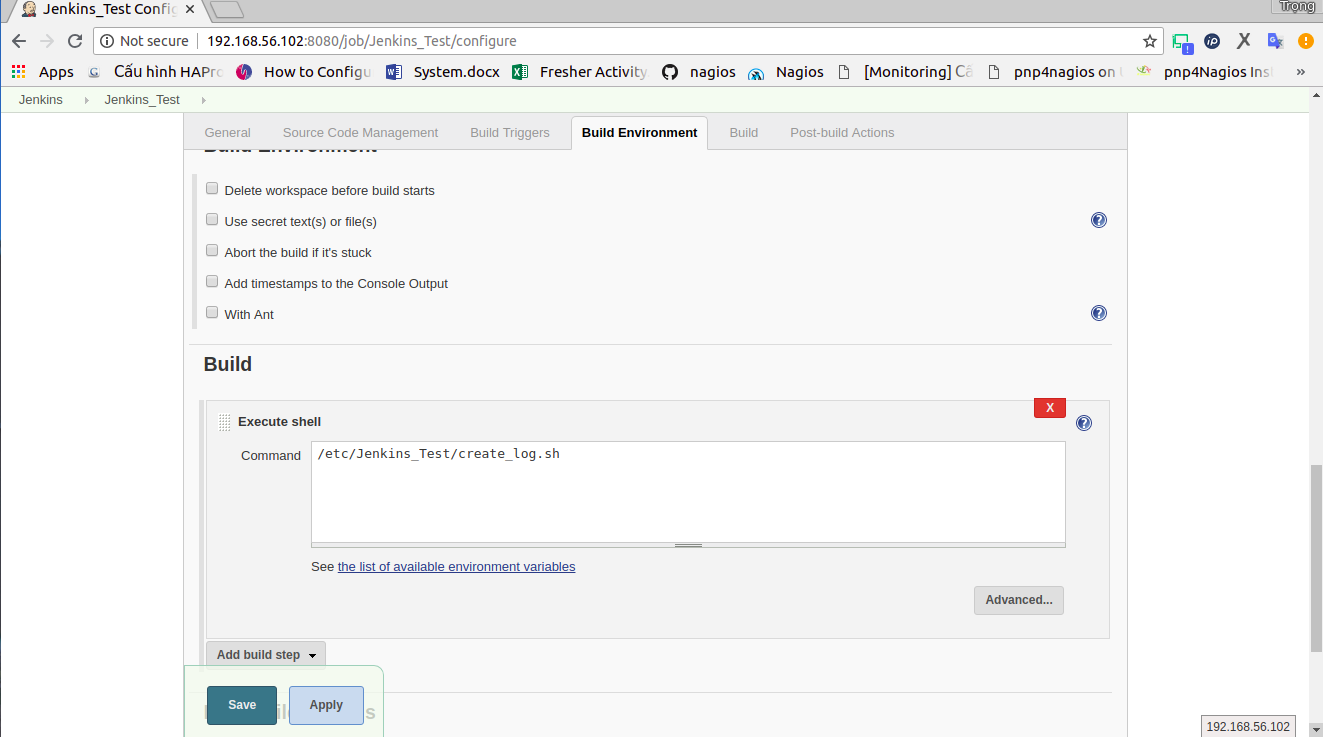 Jenkins_Test Config
Trọng
Not secure 192.168.56.102:8080/job/Jenkins_Test/configure
Apps Cấu hình HAPro How to Configu System.docx Fresher Activity nagios Nagios [Monitoring] Cấ pnp4nagios on pnp4Nagios Inst »
Jenkins Jenkins_Test
General Source Code Management Build Triggers Build Environment Build Post-build Actions
Build Environment
Delete workspace before build starts
Use secret text(s) or file(s)
Abort the build if it's stuck
Add timestamps to the Console Output
With Ant
Build
X
Execute shell
Command /etc/Jenkins_Test/create_log.sh
See the list of available environment variables
Advanced...
Add build step
Save Apply
192.168.56.102